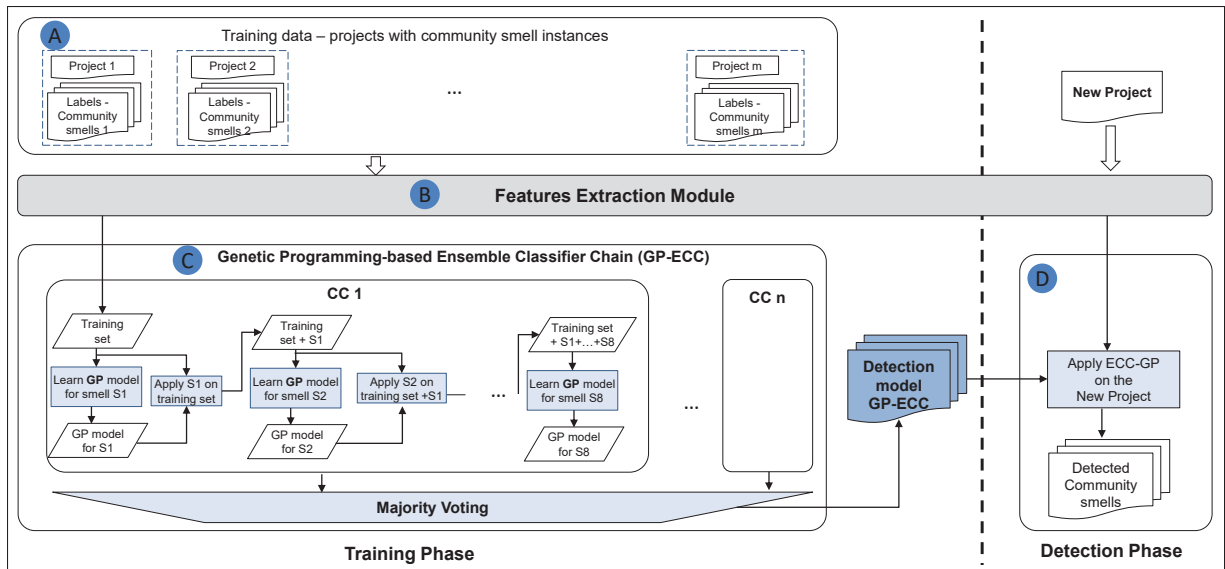 A
Training data – projects with community smell instances
Project 1
Labels -
Community
smells 1
Project 2
Labels -
Community
smells 2
...
Project m
Labels -
Community
smells m
New Project
B
Features Extraction Module
C
Genetic Programming-based Ensemble Classifier Chain (GP-ECC)
CC 1
Training
set
Learn GP model
for smell S1
GP model
for S1
Apply S1 on
training set
Training
set + S1
Learn GP model
for smell S2
GP model
for S2
Apply S2 on
training set +S1
...
Training set
+ S1+...+S8
Learn GP model
for smell S8
GP model
for S8
...
CC n
Majority Voting
Detection
model
GP-ECC
Training Phase
D
Apply ECC-GP
on the
New Project
Detected
Community
smells
Detection Phase